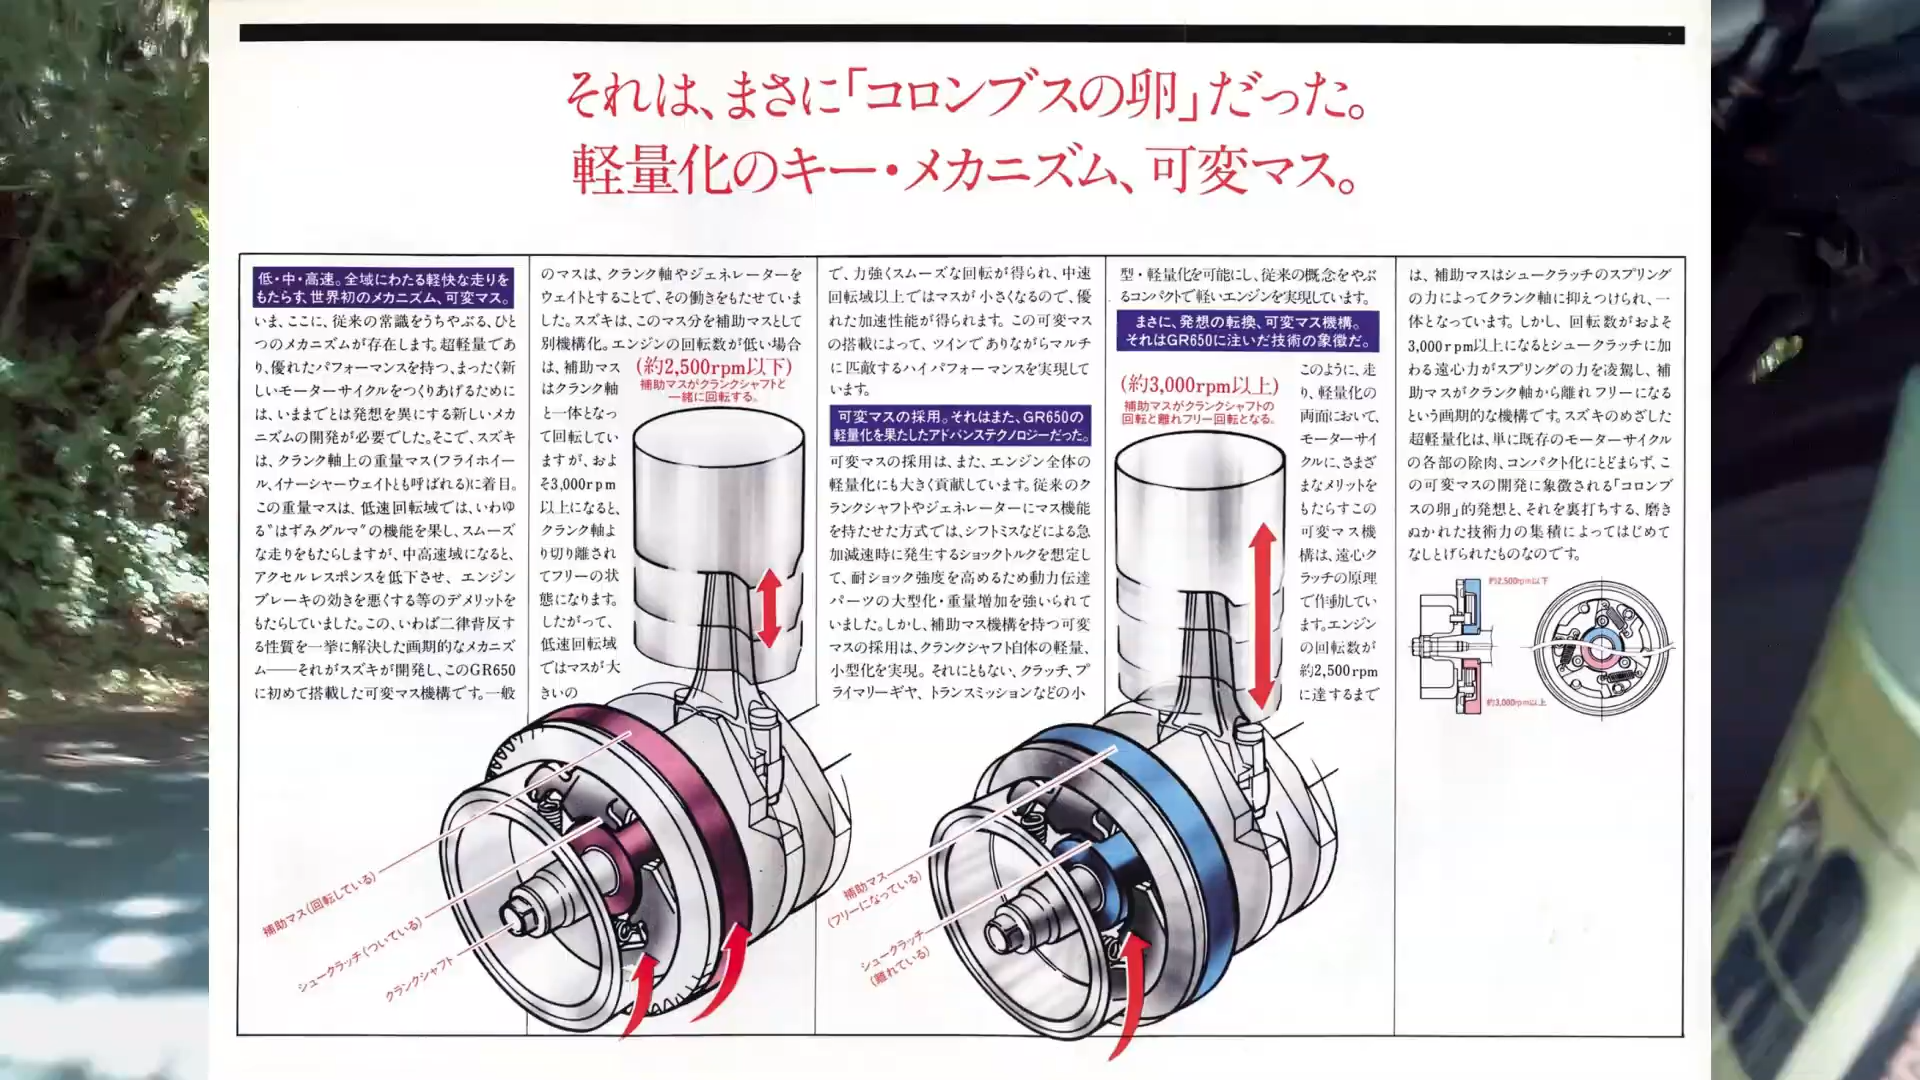 それは、まさに「コロンブスの卵」だった。
軽量化のキー・メカニズム、可変マス。
低・中・高速。全域にわたる軽快な走りを
もたらす、世界初のメカニズム、可変マス。
いま、ここに、従来の常識をうちやぶる、ひと
つのメカニズムが存在します。超軽量であ
り、優れたパフォーマンスを持つ、まったく新
しいモーターサイクルをつくりあげるために
は、いままでとは発想を異にする新しいメカ
ニズムの開発が必要でした。そこで、スズキ
は、クランク軸上の重量マス(フライホイー
ル、イナーシャーウェイトとも呼ばれる)に着目。
この重量マスは、低速回転域では、いわゆ
る“はずみグルマ”の機能を果し、スムーズ
な走りをもたらしますが、中高速域になると、
アクセルレスポンスを低下させ、エンジン
ブレーキの効きを悪くする等のデメリットを
もたらしていました。この、いわば二律背反す
る性質を一挙に解決した画期的なメカニズ
ム——それがスズキが開発し、このGR650
に初めて搭載した可変マス機構です。一般
のマスは、クランク軸やジェネレーターを
ウェイトとすることで、その働きをもたせていま
した。スズキは、このマス分を補助マスとして
別機構化。エンジンの回転数が低い場合
は、補助マス
はクランク軸
と一体となっ
て回転してい
ますが、およ
そ3,000rpm
以上になると、
クランク軸よ
り切り離され
てフリーの状
態になります。
したがって、
低速回転域
ではマスが大
きいの
(約2,500rpm以下)
補助マスがクランクシャフトと
一緒に回転する。
で、力強くスムーズな回転が得られ、中速
回転域以上ではマスが小さくなるので、優
れた加速性能が得られます。この可変マス
の搭載によって、ツインでありながらマルチ
に匹敵するハイパフォーマンスを実現して
います。
可変マスの採用。それはまた、GR650の
軽量化を果たしたアドバンステクノロジーだった。
可変マスの採用は、また、エンジン全体の
軽量化にも大きく貢献しています。従来のク
ランクシャフトやジェネレーターにマス機能
を持たせた方式では、シフトミスなどによる急
加減速時に発生するショックトルクを想定し
て、耐ショック強度を高めるため動力伝達
パーツの大型化・重量増加を強いられて
いました。しかし、補助マス機構を持つ可変
マスの採用は、クランクシャフト自体の軽量、
小型化を実現。それにともない、クラッチ、プ
ライマリーギヤ、トランスミッションなどの小
型・軽量化を可能にし、従来の概念をやぶ
るコンパクトで軽いエンジンを実現しています。
まさに、発想の転換、可変マス機構。
それはGR650に注いだ技術の象徴だ。
(約3,000rpm以上)
補助マスがクランクシャフトの
回転と離れフリー回転となる。
このように、走
り、軽量化の
両面において、
モーターサイ
クルに、さまざ
まなメリットを
もたらすこの
可変マス機
構は、遠心ク
ラッチの原理
で作動してい
ます。エンジン
の回転数が
約2,500rpm
に達するまで
は、補助マスはシュークラッチのスプリング
の力によってクランク軸に抑えつけられ、一
体となっています。しかし、回転数がおよそ
3,000rpm以上になるとシュークラッチに加
わる遠心力がスプリングの力を凌駕し、補
助マスがクランク軸から離れフリーになる
という画期的な機構です。スズキのめざした
超軽量化は、単に既存のモーターサイクル
の各部の除肉、コンパクト化にとどまらず、こ
の可変マスの開発に象徴される「コロンブ
スの卵」的発想と、それを裏打ちする、磨き
ぬかれた技術力の集積によってはじめて
なしとげられたものなのです。
約2,500rpm以下
約3,000rpm以上
補助マス(回転している)
シュークラッチ(ついている)
クランクシャフト
補助マス
(フリーになっている)
シュークラッチ
(離れている)